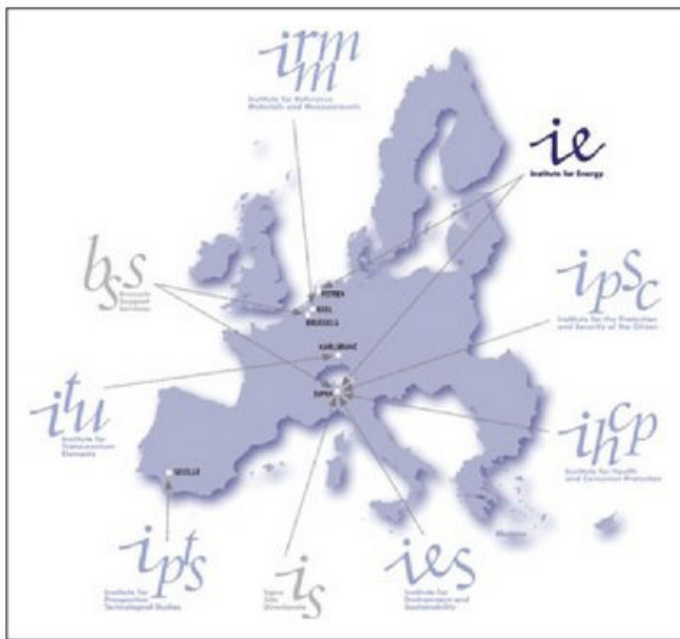 irmm
Institute for Reference
Materials and Measurements
ie
Institute for Energy
bss
Brussels
Support
Services
PETTEN
GEEL
BRUSSELS
ipsc
Institute for the Protection
and Security of the Citizen
KARLSRUHE
itu
Institute for
Transuranium
Elements
ISPRA
ihcp
Institute for Health
and Consumer Protection
SEVILLE
ipts
Institute for
Prospective
Technological Studies
Ispra
Site
Directorate
is
ies
Institute for
Environment and
Sustainability